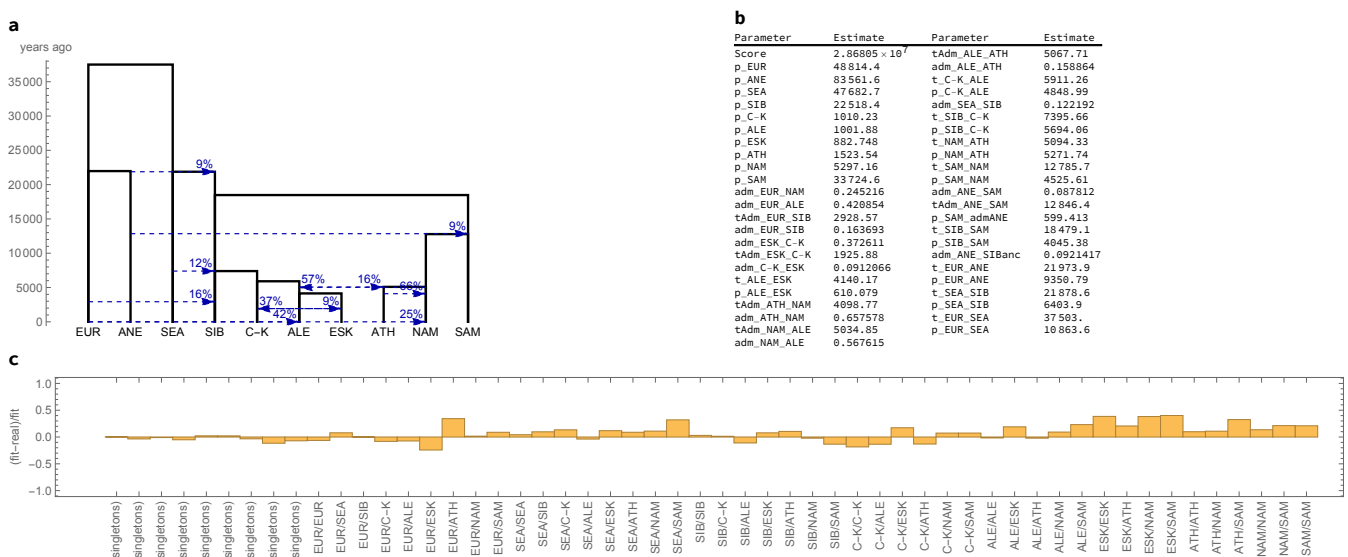 a
years ago
35000
30000
25000
20000
15000
10000
5000
0
9%
9%
12%
57%
16%
66%
16%
37%
9%
42%
25%
EUR ANE SEA SIB C-K ALE ESK ATH NAM SAM
b
Parameter Estimate Parameter Estimate
Score 2.86805×10^7 tAdm_ALE_ATH 5067.71
p_EUR 48814.4 adm_ALE_ATH 0.158864
p_ANE 83561.6 t_C-K_ALE 5911.26
p_SEA 47682.7 p_C-K_ALE 4848.99
p_SIB 22518.4 adm_SEA_SIB 0.122192
p_C-K 1010.23 t_SIB_C-K 7395.66
p_ALE 1001.88 p_SIB_C-K 5694.06
p_ESK 882.748 t_NAM_ATH 5094.33
p_ATH 1523.54 p_NAM_ATH 5271.74
p_NAM 5297.16 t_SAM_NAM 12785.7
p_SAM 33724.6 p_SAM_NAM 4525.61
adm_EUR_NAM 0.245216 adm_ANE_SAM 0.087812
adm_EUR_ALE 0.420854 tAdm_ANE_SAM 12846.4
tAdm_EUR_SIB 2928.57 p_SAM_admANE 599.413
adm_EUR_SIB 0.163693 t_SIB_SAM 18479.1
adm_ESK_C-K 0.372611 p_SIB_SAM 4045.38
tAdm_ESK_C-K 1925.88 adm_ANE_SIBanc 0.0921417
adm_C-K_ESK 0.0912066 t_EUR_ANE 21973.9
t_ALE_ESK 4140.17 p_EUR_ANE 9350.79
p_ALE_ESK 610.079 t_SEA_SIB 21878.6
tAdm_ATH_NAM 4098.77 p_SEA_SIB 6403.9
adm_ATH_NAM 0.657578 t_EUR_SEA 37503.
tAdm_NAM_ALE 5034.85 p_EUR_SEA 10863.6
adm_NAM_ALE 0.567615
c
(fit-real)/fit
1.0
0.5
0.0
-0.5
-1.0
singletons)
singletons)
singletons)
singletons)
singletons)
singletons)
singletons)
singletons)
singletons)
EUR/EUR
EUR/SEA
EUR/SIB
EUR/C-K
EUR/ALE
EUR/ESK
EUR/ATH
EUR/NAM
EUR/SAM
SEA/SEA
SEA/SIB
SEA/C-K
SEA/ALE
SEA/ESK
SEA/ATH
SEA/NAM
SEA/SAM
SIB/SIB
SIB/C-K
SIB/ALE
SIB/ESK
SIB/ATH
SIB/NAM
SIB/SAM
C-K/C-K
C-K/ALE
C-K/ESK
C-K/ATH
C-K/NAM
C-K/SAM
ALE/ALE
ALE/ESK
ALE/ATH
ALE/NAM
ALE/SAM
ESK/ESK
ESK/ATH
ESK/NAM
ESK/SAM
ATH/ATH
ATH/NAM
ATH/SAM
NAM/NAM
NAM/SAM
SAM/SAM